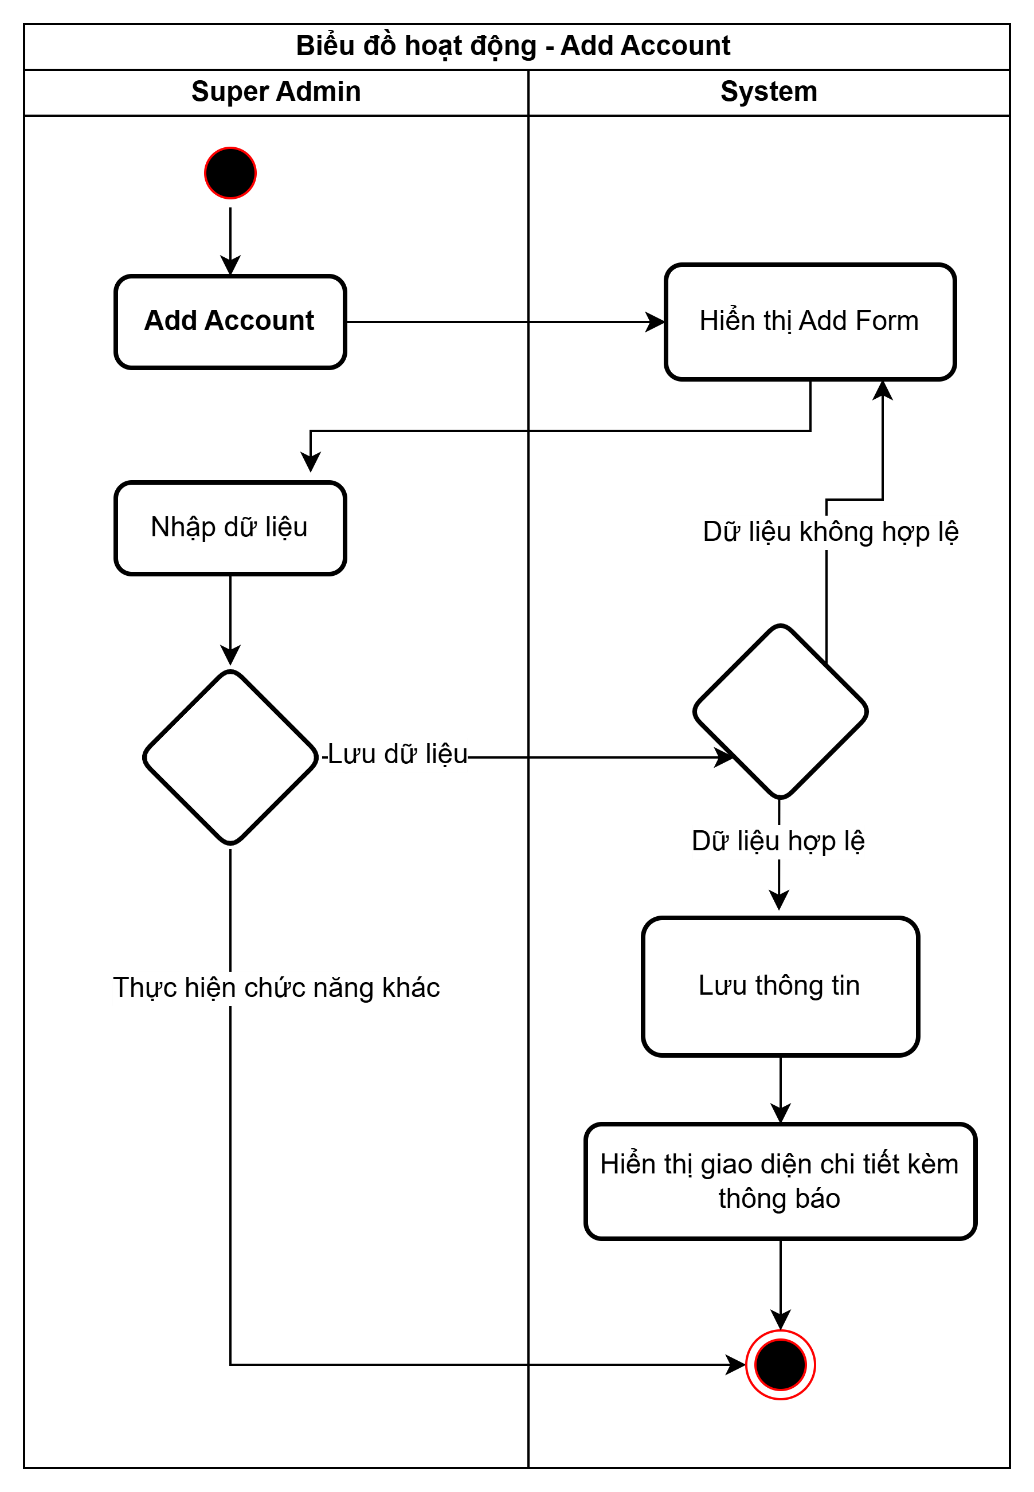 Biểu đồ hoạt động - Add Account
Super Admin
System
Add Account
Hiển thị Add Form
Nhập dữ liệu
Dữ liệu không hợp lệ
Lưu dữ liệu
Dữ liệu hợp lệ
Thực hiện chức năng khác
Lưu thông tin
Hiển thị giao diện chi tiết kèm
thông báo